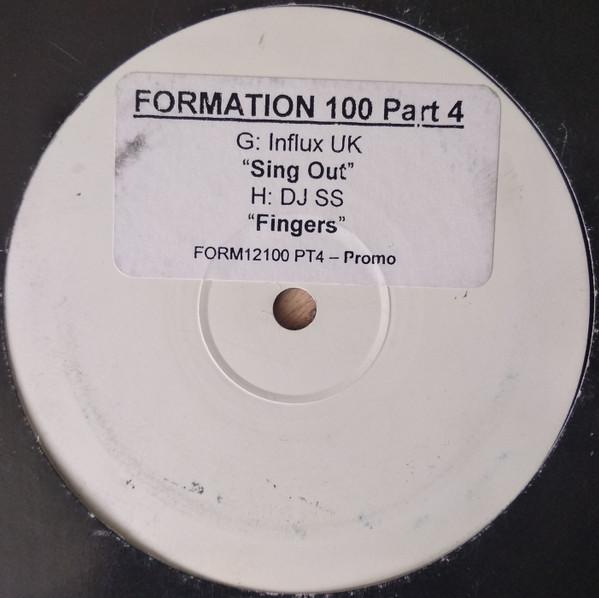 FORMATION 100 Part 4
G: Influx UK
“Sing Out”
H: DJ SS
“Fingers”
FORM12100 PT4 – Promo